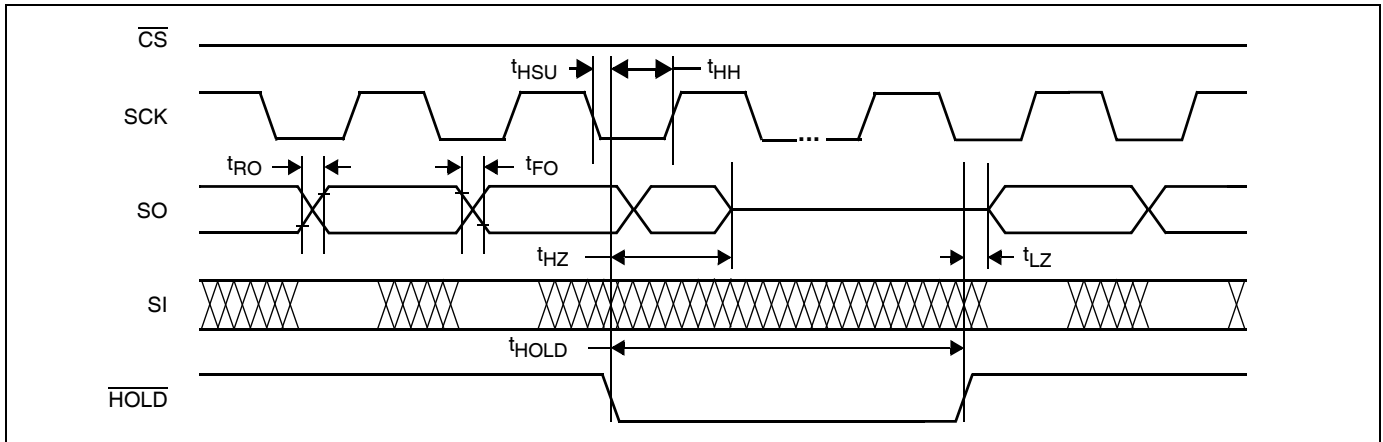 CS
tHSU
tHH
SCK
...
tRO
tFO
SO
tHZ
tLZ
SI
tHOLD
HOLD